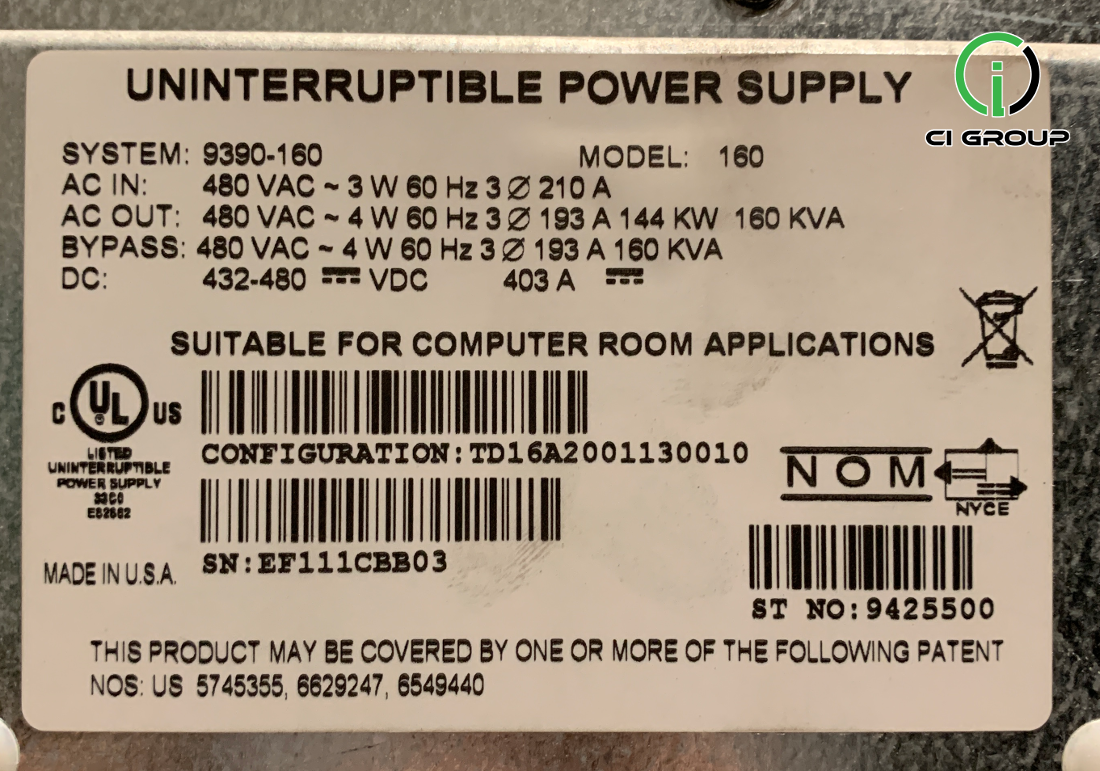 CI GROUP
UNINTERRUPTIBLE POWER SUPPLY
SYSTEM: 9390-160 MODEL: 160
AC IN: 480 VAC ~ 3 W 60 Hz 3 Ø 210 A
AC OUT: 480 VAC ~ 4 W 60 Hz 3 Ø 193 A 144 KW 160 KVA
BYPASS: 480 VAC ~ 4 W 60 Hz 3 Ø 193 A 160 KVA
DC: 432-480 ⎓ VDC 403 A ⎓
SUITABLE FOR COMPUTER ROOM APPLICATIONS
C UL US
LISTED
UNINTERRUPTIBLE
POWER SUPPLY
CONFIGURATION:TD16A2001130010
NOM
NYCE
SN:EF111CBB03
MADE IN U.S.A.
ST NO:9425500
THIS PRODUCT MAY BE COVERED BY ONE OR MORE OF THE FOLLOWING PATENT
NOS: US 5745355, 6629247, 6549440